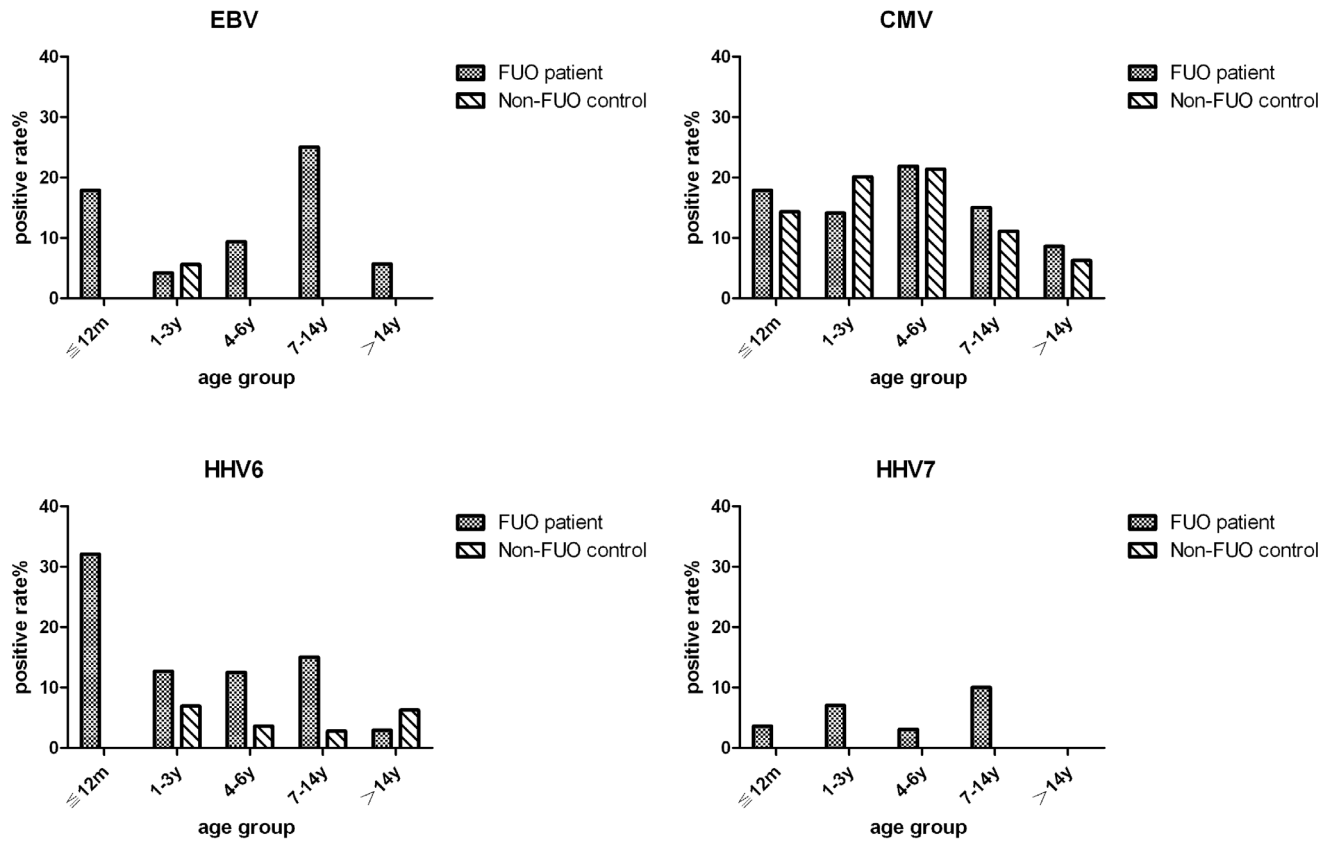 EBV
40
30
20
10
0
positive rate%
≦12m
1-3y
4-6y
7-14y
＞14y
age group
FUO patient
Non-FUO control
CMV
40
30
20
10
0
positive rate%
≦12m
1-3y
4-6y
7-14y
＞14y
age group
FUO patient
Non-FUO control
HHV6
40
30
20
10
0
positive rate%
≦12m
1-3y
4-6y
7-14y
＞14y
age group
FUO patient
Non-FUO control
HHV7
40
30
20
10
0
positive rate%
≦12m
1-3y
4-6y
7-14y
＞14y
age group
FUO patient
Non-FUO control